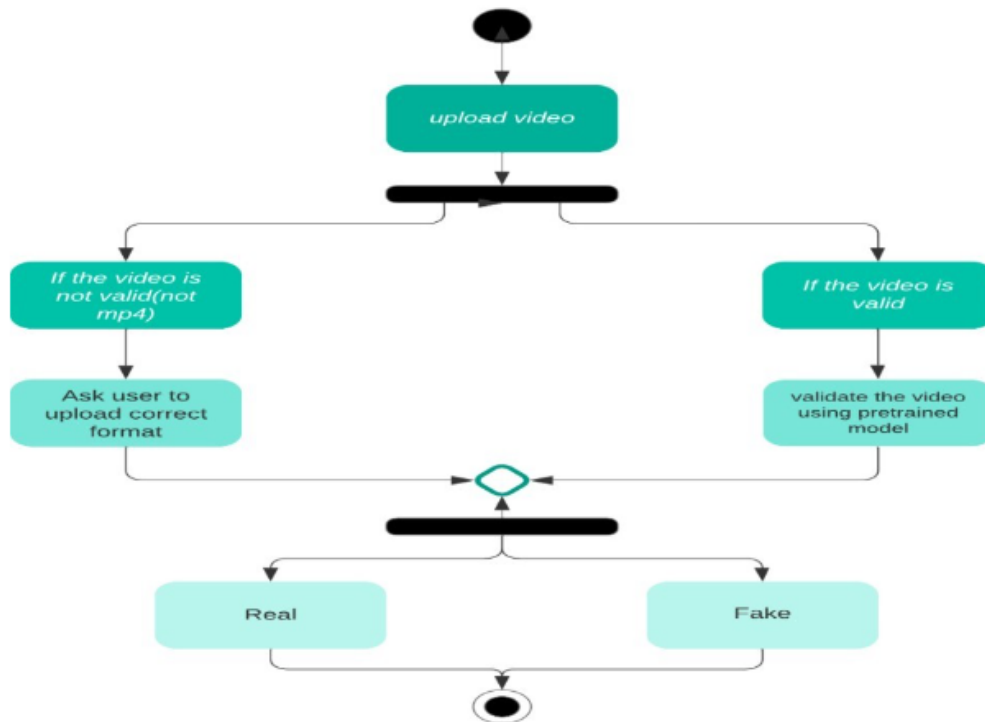 upload video
If the video is
not valid(not
mp4)
If the video is
valid
Ask user to
upload correct
format
validate the video
using pretrained
model
Real
Fake